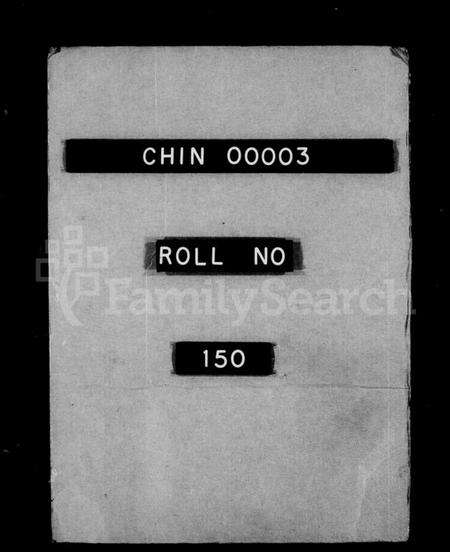 CHIN 00003
ROLL NO
FamilySearch
150